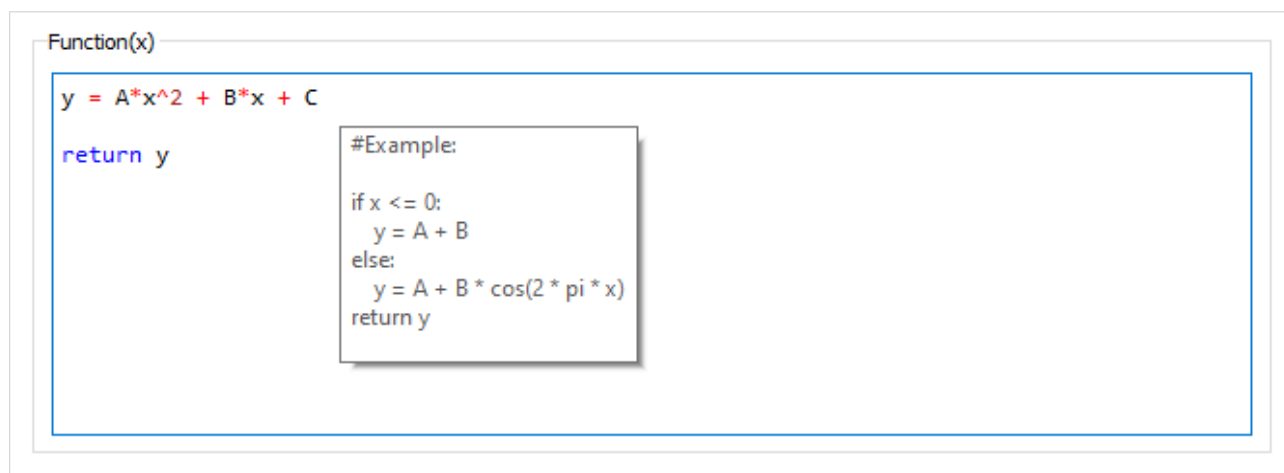 Function(x)
y = A*x^2 + B*x + C
return y
#Example:
if x <= 0:
y = A + B
else:
y = A + B * cos(2 * pi * x)
return y